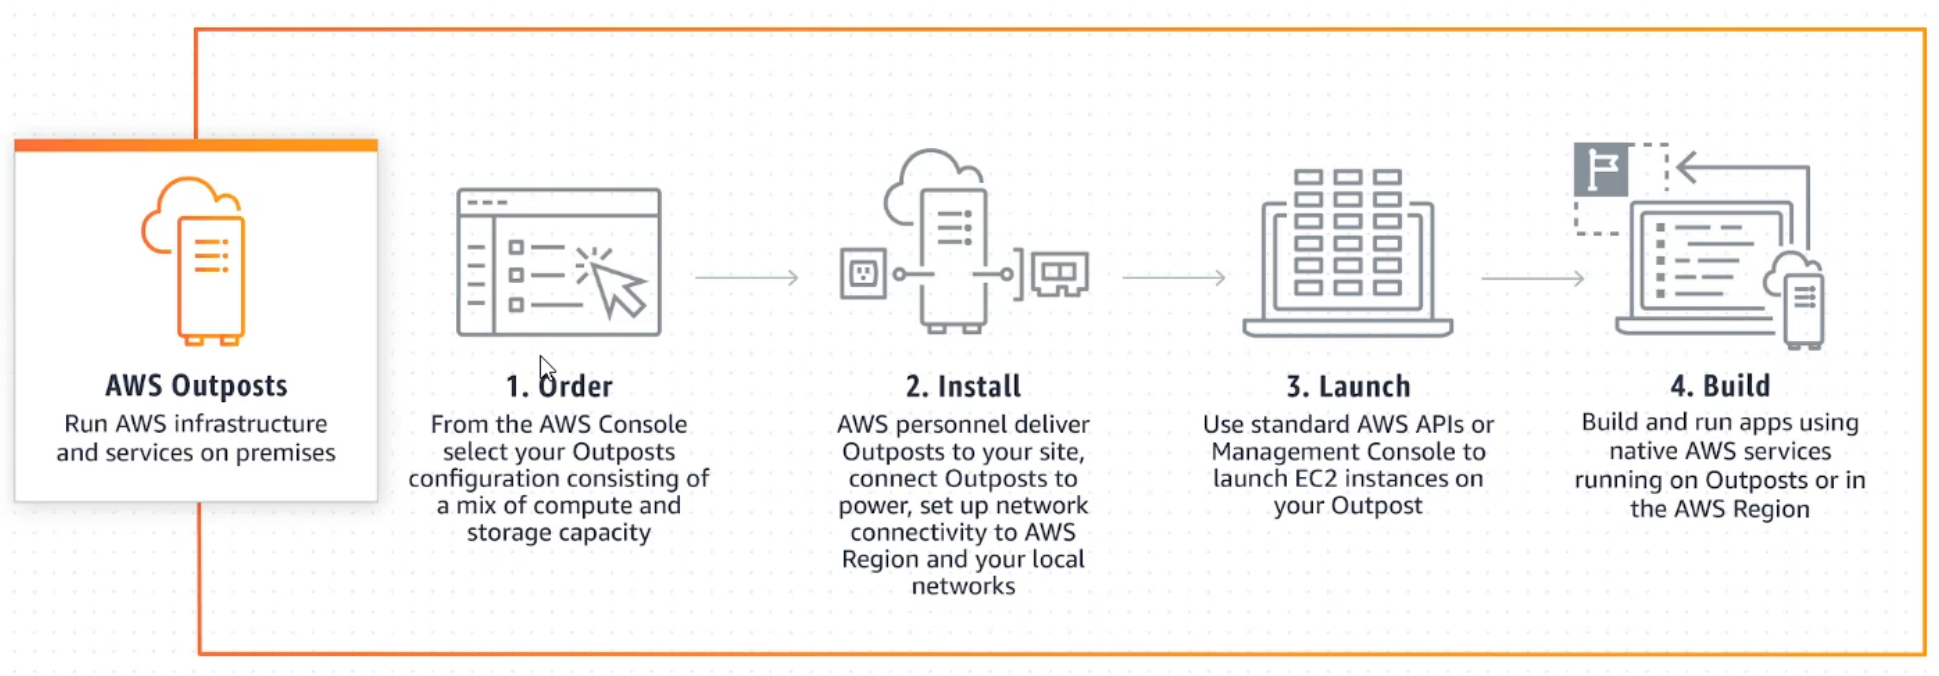 AWS Outposts
Run AWS infrastructure
and services on premises
1. Order
From the AWS Console
select your Outposts
configuration consisting of
a mix of compute and
storage capacity
2. Install
AWS personnel deliver
Outposts to your site,
connect Outposts to
power, set up network
connectivity to AWS
Region and your local
networks
3. Launch
Use standard AWS APIs or
Management Console to
launch EC2 instances on
your Outpost
4. Build
Build and run apps using
native AWS services
running on Outposts or in
the AWS Region